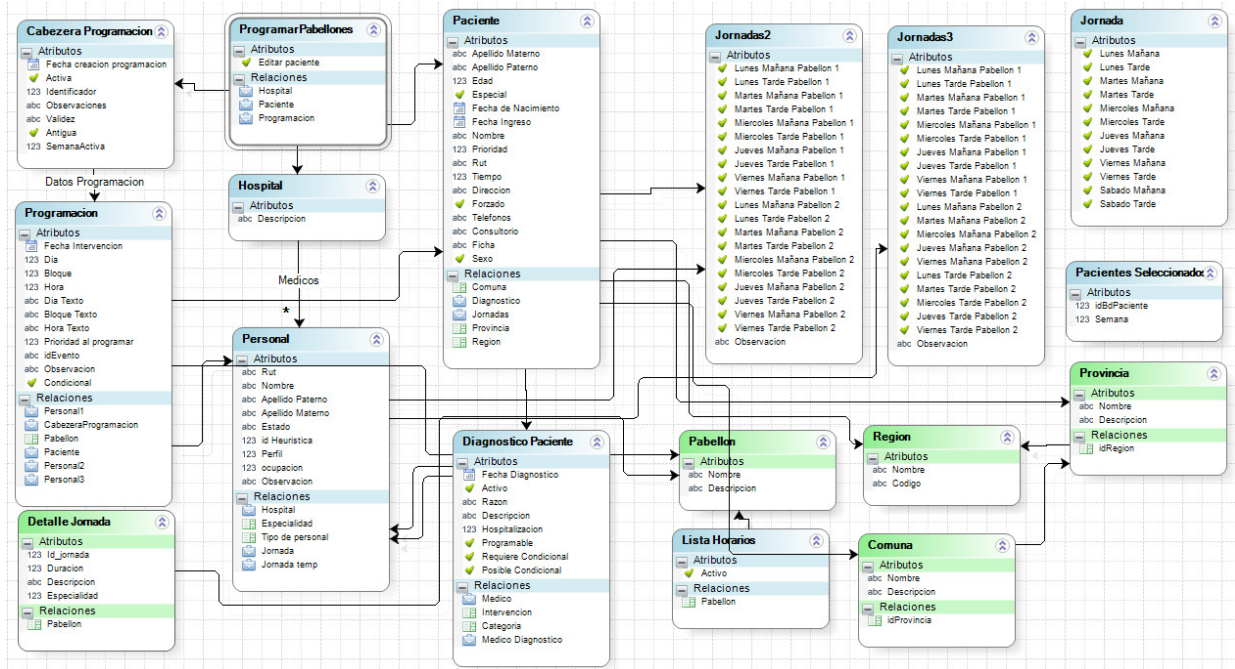 Cabezera Programacion
Atributos
Fecha creacion programacion
Activa
123 Identificador
abc Observaciones
abc Validez
Antigua
123 SemanaActiva
Datos Programacion
Programacion
Atributos
Fecha Intervencion
123 Dia
123 Bloque
123 Hora
abc Dia Texto
abc Bloque Texto
abc Hora Texto
123 Prioridad al programar
abc idEvento
abc Observacion
Condicional
Relaciones
Personal1
CabezeraProgramacion
Pabellon
Paciente
Personal2
Personal3
Detalle Jornada
Atributos
123 Id_jornada
123 Duracion
abc Descripcion
123 Especialidad
Relaciones
Pabellon
ProgramarPabellones
Atributos
Editar paciente
Relaciones
Hospital
Paciente
Programacion
Hospital
Atributos
abc Descripcion
Medicos
*
Personal
Atributos
abc Rut
abc Nombre
abc Apellido Paterno
abc Apellido Materno
abc Estado
123 id Heuristica
123 Perfil
123 ocupacion
abc Observacion
Relaciones
Hospital
Especialidad
Tipo de personal
Jornada
Jornada temp
Paciente
Atributos
abc Apellido Materno
abc Apellido Paterno
123 Edad
Especial
Fecha de Nacimiento
Fecha Ingreso
abc Nombre
123 Prioridad
abc Rut
123 Tiempo
abc Direccion
Forzado
abc Telefonos
abc Consultorio
abc Ficha
Sexo
Relaciones
Comuna
Diagnostico
Jornadas
Provincia
Region
Diagnostico Paciente
Atributos
Fecha Diagnostico
Activo
abc Razon
abc Descripcion
123 Hospitalizacion
Programable
Requiere Condicional
Posible Condicional
Relaciones
Medico
Intervencion
Categoria
Medico Diagnostico
Jornadas2
Atributos
Lunes Mañana Pabellon 1
Lunes Tarde Pabellon 1
Martes Mañana Pabellon 1
Martes Tarde Pabellon 1
Miercoles Mañana Pabellon 1
Miercoles Tarde Pabellon 1
Jueves Mañana Pabellon 1
Jueves Tarde Pabellon 1
Viernes Mañana Pabellon 1
Viernes Tarde Pabellon 1
Lunes Mañana Pabellon 2
Lunes Tarde Pabellon 2
Martes Mañana Pabellon 2
Martes Tarde Pabellon 2
Miercoles Mañana Pabellon 2
Miercoles Tarde Pabellon 2
Jueves Mañana Pabellon 2
Jueves Tarde Pabellon 2
Viernes Mañana Pabellon 2
Viernes Tarde Pabellon 2
abc Observacion
Pabellon
Atributos
abc Nombre
abc Descripcion
Lista Horarios
Atributos
Activo
Relaciones
Pabellon
Jornadas3
Atributos
Lunes Mañana Pabellon 1
Lunes Tarde Pabellon 1
Martes Mañana Pabellon 1
Martes Tarde Pabellon 1
Miercoles Mañana Pabellon 1
Miercoles Tarde Pabellon 1
Jueves Mañana Pabellon 1
Jueves Tarde Pabellon 1
Viernes Mañana Pabellon 1
Viernes Tarde Pabellon 1
Lunes Mañana Pabellon 2
Martes Mañana Pabellon 2
Miercoles Mañana Pabellon 2
Jueves Mañana Pabellon 2
Viernes Mañana Pabellon 2
Lunes Tarde Pabellon 2
Martes Tarde Pabellon 2
Miercoles Tarde Pabellon 2
Jueves Tarde Pabellon 2
Viernes Tarde Pabellon 2
abc Observacion
Region
Atributos
abc Nombre
abc Codigo
Comuna
Atributos
abc Nombre
abc Descripcion
Relaciones
idProvincia
Jornada
Atributos
Lunes Mañana
Lunes Tarde
Martes Mañana
Martes Tarde
Miercoles Mañana
Miercoles Tarde
Jueves Mañana
Jueves Tarde
Viernes Mañana
Viernes Tarde
Sabado Mañana
Sabado Tarde
Pacientes Seleccionados
Atributos
123 idBdPaciente
123 Semana
Provincia
Atributos
abc Nombre
abc Descripcion
Relaciones
idRegion